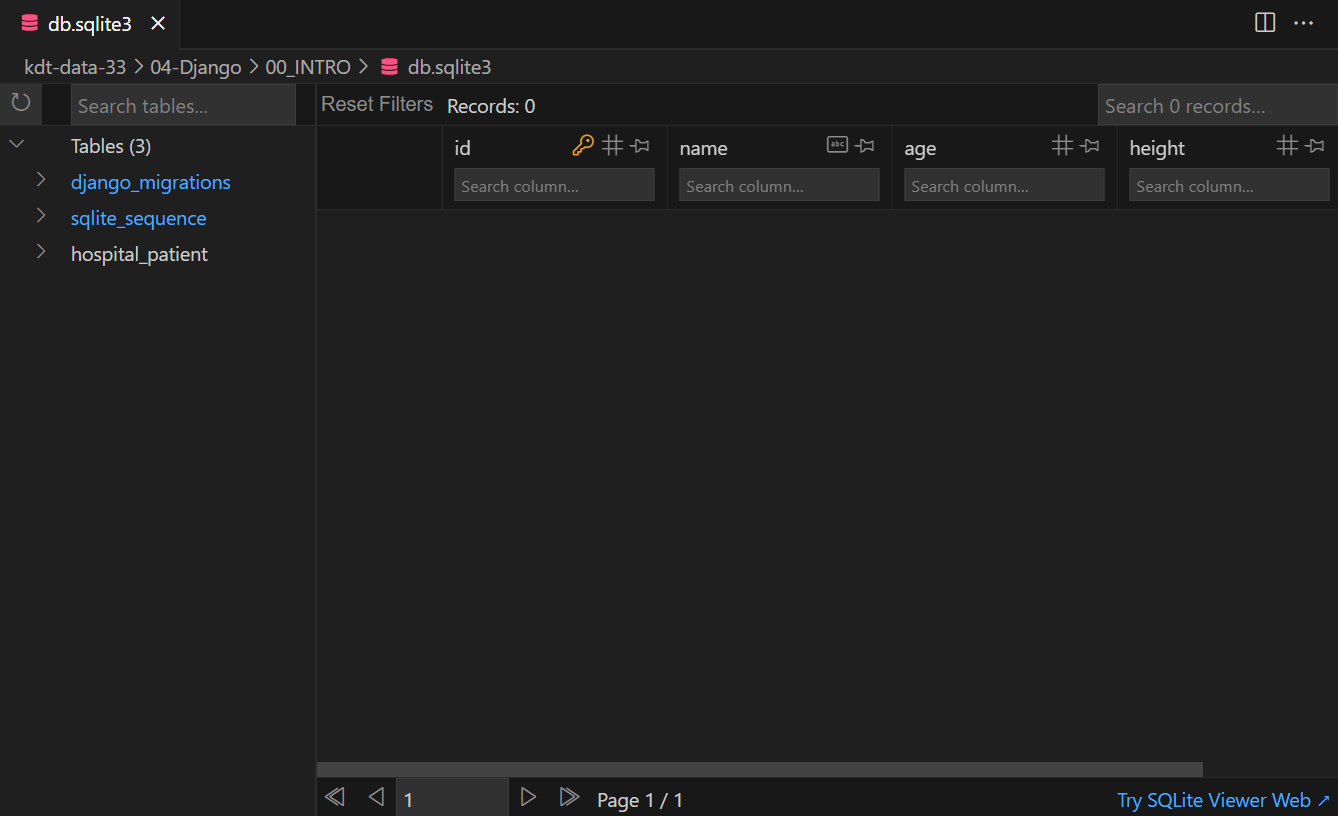 db.sqlite3
kdt-data-33 > 04-Django > 00_INTRO > db.sqlite3
Search tables...
Reset Filters Records: 0 Search 0 records...
Tables (3)
django_migrations
sqlite_sequence
hospital_patient
id name abc age height
Search column... Search column... Search column... Search column...
1 Page 1 / 1 Try SQLite Viewer Web ↗